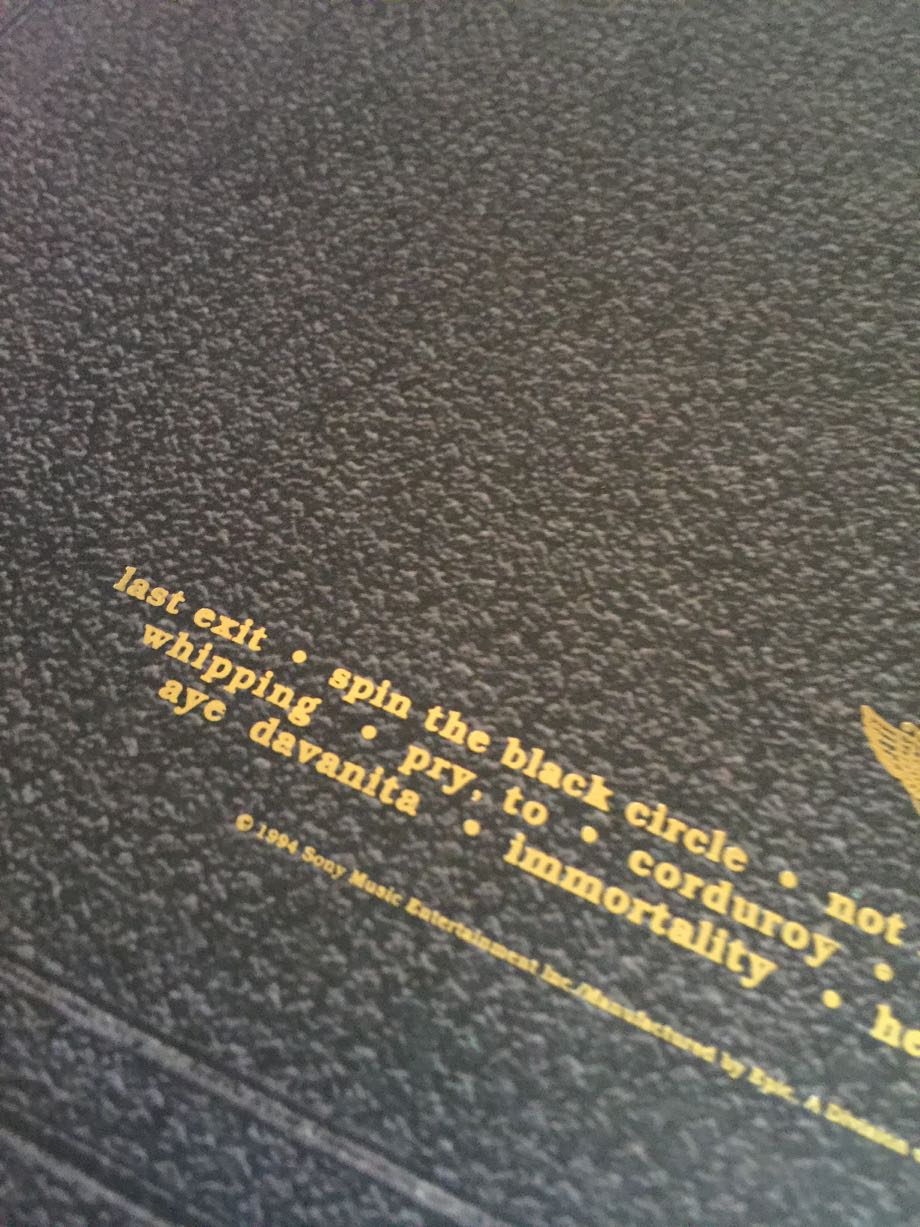 last exit • spin the black circle • not
whipping • pry, to • corduroy •
aye davanita • immortality • he
© 1994 Sony Music Entertainment Inc./Manufactured by Epic. A Division